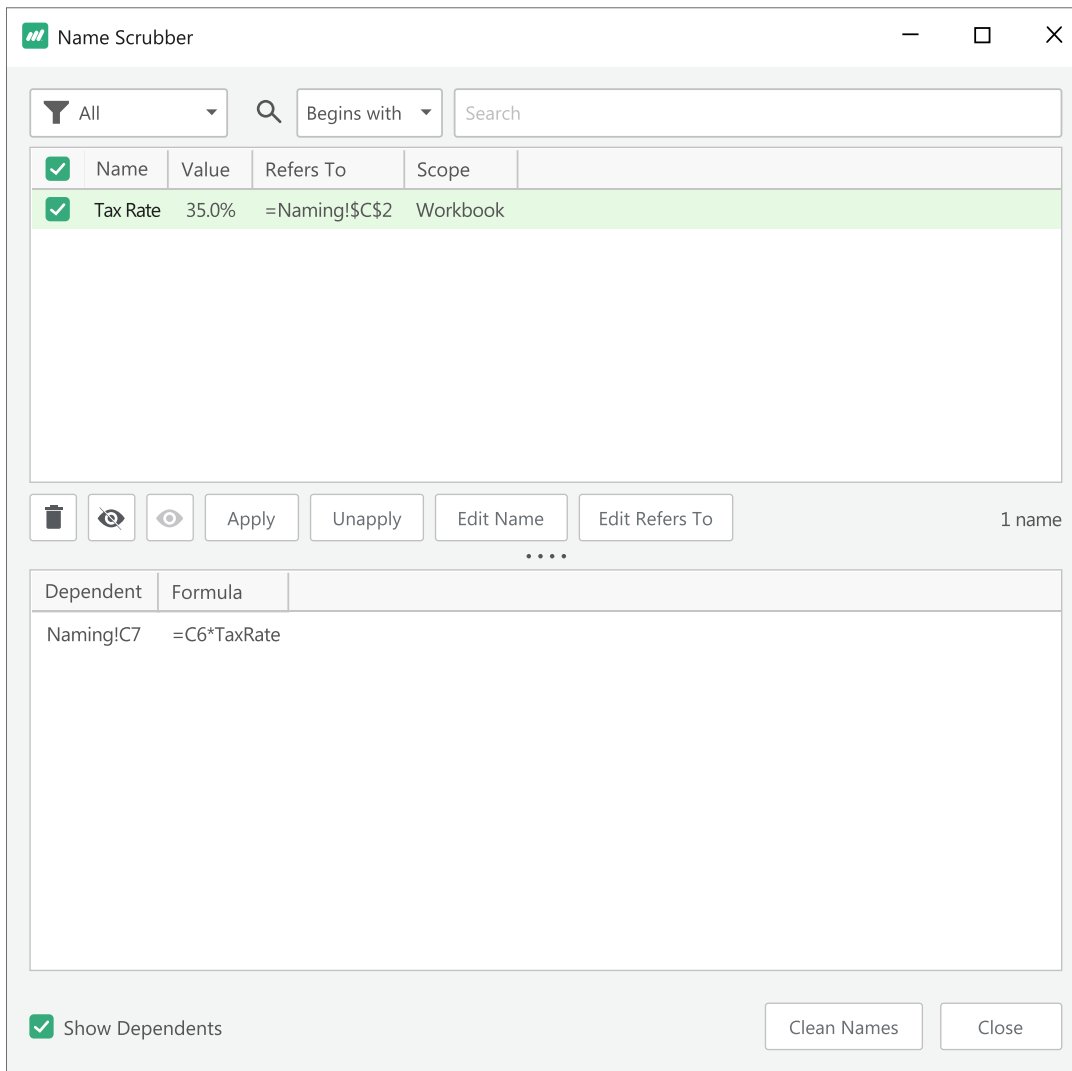 Name Scrubber
All Begins with Search
Name Value Refers To Scope
Tax Rate 35.0% =Naming!$C$2 Workbook
Apply Unapply Edit Name Edit Refers To 1 name
Dependent Formula
Naming!C7 =C6*TaxRate
Show Dependents Clean Names Close